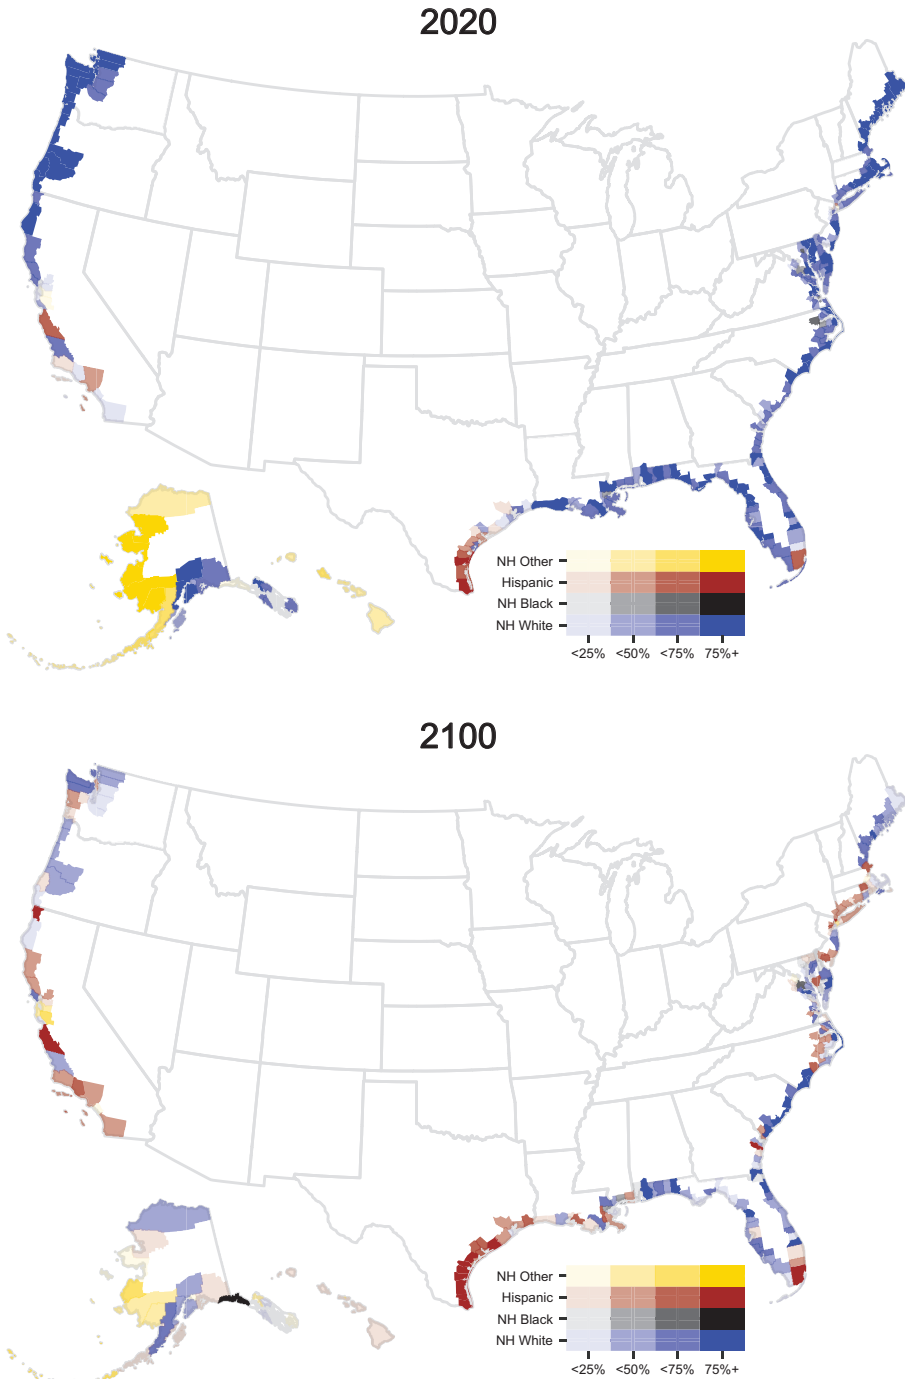 2020
NH Other
Hispanic
NH Black
NH White
<25% <50% <75% 75%+
2100
NH Other
Hispanic
NH Black
NH White
<25% <50% <75% 75%+